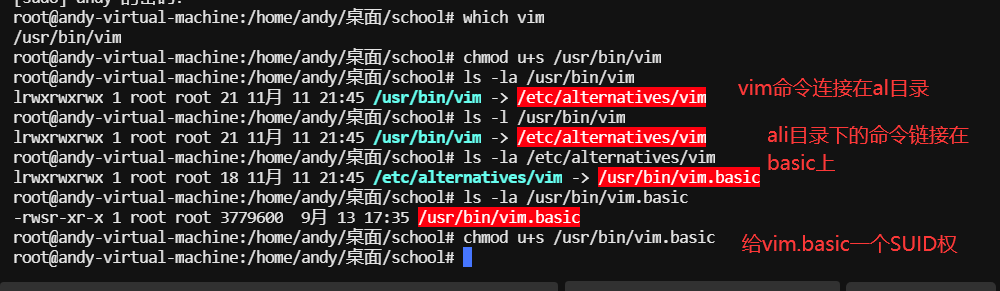 [sudo] andy 的密码:
root@andy-virtual-machine:/home/andy/桌面/school# which vim
/usr/bin/vim
root@andy-virtual-machine:/home/andy/桌面/school# chmod u+s /usr/bin/vim
root@andy-virtual-machine:/home/andy/桌面/school# ls -la /usr/bin/vim
lrwxrwxrwx 1 root root 21 11月 11 21:45 /usr/bin/vim -> /etc/alternatives/vim
vim命令连接在al目录
root@andy-virtual-machine:/home/andy/桌面/school# ls -l /usr/bin/vim
lrwxrwxrwx 1 root root 21 11月 11 21:45 /usr/bin/vim -> /etc/alternatives/vim
ali目录下的命令链接在
basic上
root@andy-virtual-machine:/home/andy/桌面/school# ls -la /etc/alternatives/vim
lrwxrwxrwx 1 root root 18 11月 11 21:45 /etc/alternatives/vim -> /usr/bin/vim.basic
root@andy-virtual-machine:/home/andy/桌面/school# ls -la /usr/bin/vim.basic
-rwsr-xr-x 1 root root 3779600  9月 13 17:35 /usr/bin/vim.basic
root@andy-virtual-machine:/home/andy/桌面/school# chmod u+s /usr/bin/vim.basic
给vim.basic一个SUID权
root@andy-virtual-machine:/home/andy/桌面/school#